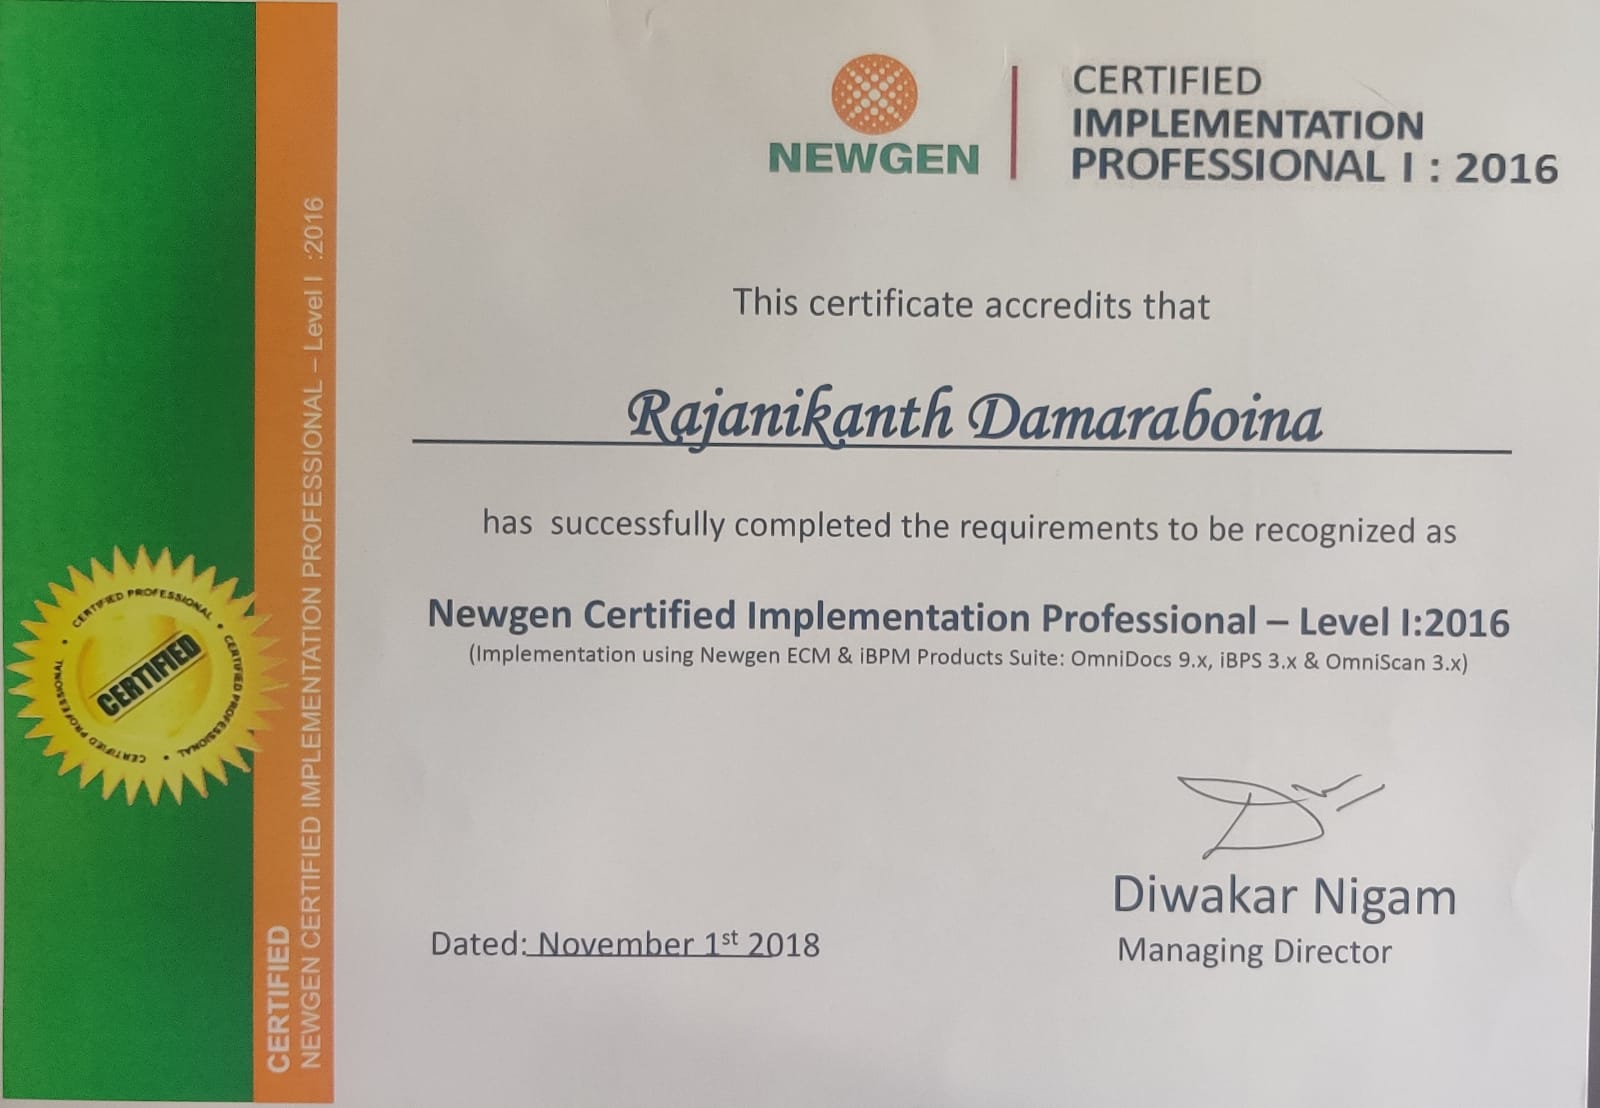 NEWGEN
CERTIFIED
IMPLEMENTATION
PROFESSIONAL I : 2016
This certificate accredits that
Rajanikanth Damaraboina
has successfully completed the requirements to be recognized as
Newgen Certified Implementation Professional – Level I:2016
(Implementation using Newgen ECM & iBPM Products Suite: OmniDocs 9.x, iBPS 3.x & OmniScan 3.x)
Diwakar Nigam
Managing Director
Dated: November 1st 2018
CERTIFIED
NEWGEN CERTIFIED IMPLEMENTATION PROFESSIONAL – Level I :2016
CERTIFIED PROFESSIONAL • CERTIFIED PROFESSIONAL • CERTIFIED PROFESSIONAL •
CERTIFIED